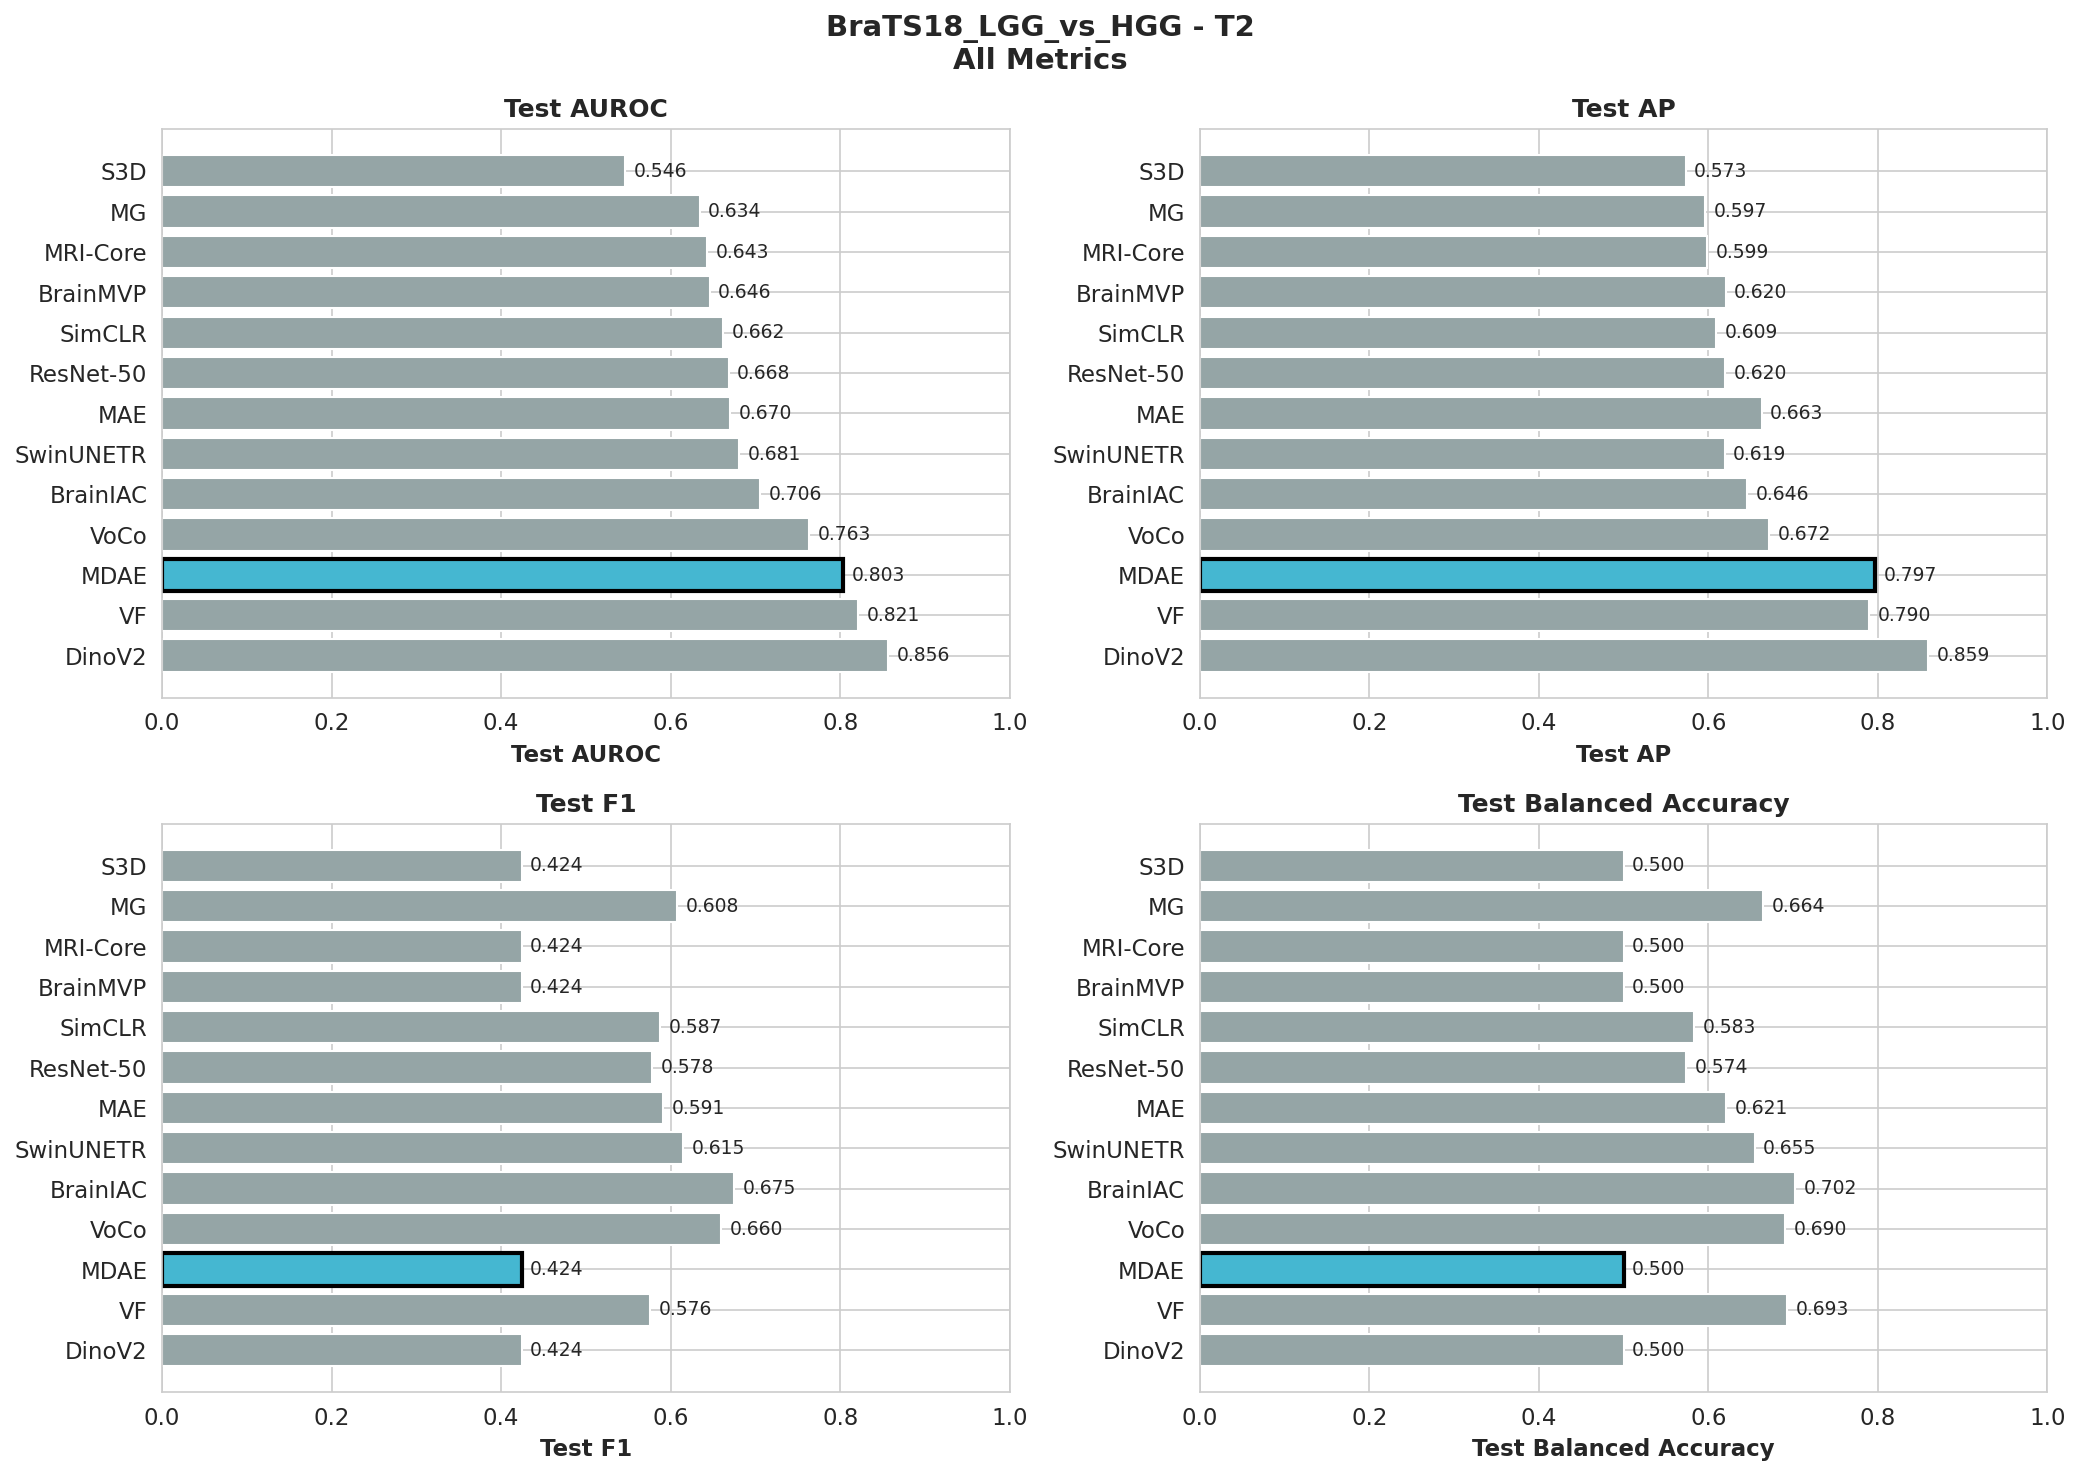 BraTS18_LGG_vs_HGG - T2
All Metrics
Test AUROC
S3D 0.546
MG 0.634
MRI-Core 0.643
BrainMVP 0.646
SimCLR 0.662
ResNet-50 0.668
MAE 0.670
SwinUNETR 0.681
BrainIAC 0.706
VoCo 0.763
MDAE 0.803
VF 0.821
DinoV2 0.856
0.0 0.2 0.4 0.6 0.8 1.0
Test AUROC
Test AP
S3D 0.573
MG 0.597
MRI-Core 0.599
BrainMVP 0.620
SimCLR 0.609
ResNet-50 0.620
MAE 0.663
SwinUNETR 0.619
BrainIAC 0.646
VoCo 0.672
MDAE 0.797
VF 0.790
DinoV2 0.859
0.0 0.2 0.4 0.6 0.8 1.0
Test AP
Test F1
S3D 0.424
MG 0.608
MRI-Core 0.424
BrainMVP 0.424
SimCLR 0.587
ResNet-50 0.578
MAE 0.591
SwinUNETR 0.615
BrainIAC 0.675
VoCo 0.660
MDAE 0.424
VF 0.576
DinoV2 0.424
0.0 0.2 0.4 0.6 0.8 1.0
Test F1
Test Balanced Accuracy
S3D 0.500
MG 0.664
MRI-Core 0.500
BrainMVP 0.500
SimCLR 0.583
ResNet-50 0.574
MAE 0.621
SwinUNETR 0.655
BrainIAC 0.702
VoCo 0.690
MDAE 0.500
VF 0.693
DinoV2 0.500
0.0 0.2 0.4 0.6 0.8 1.0
Test Balanced Accuracy